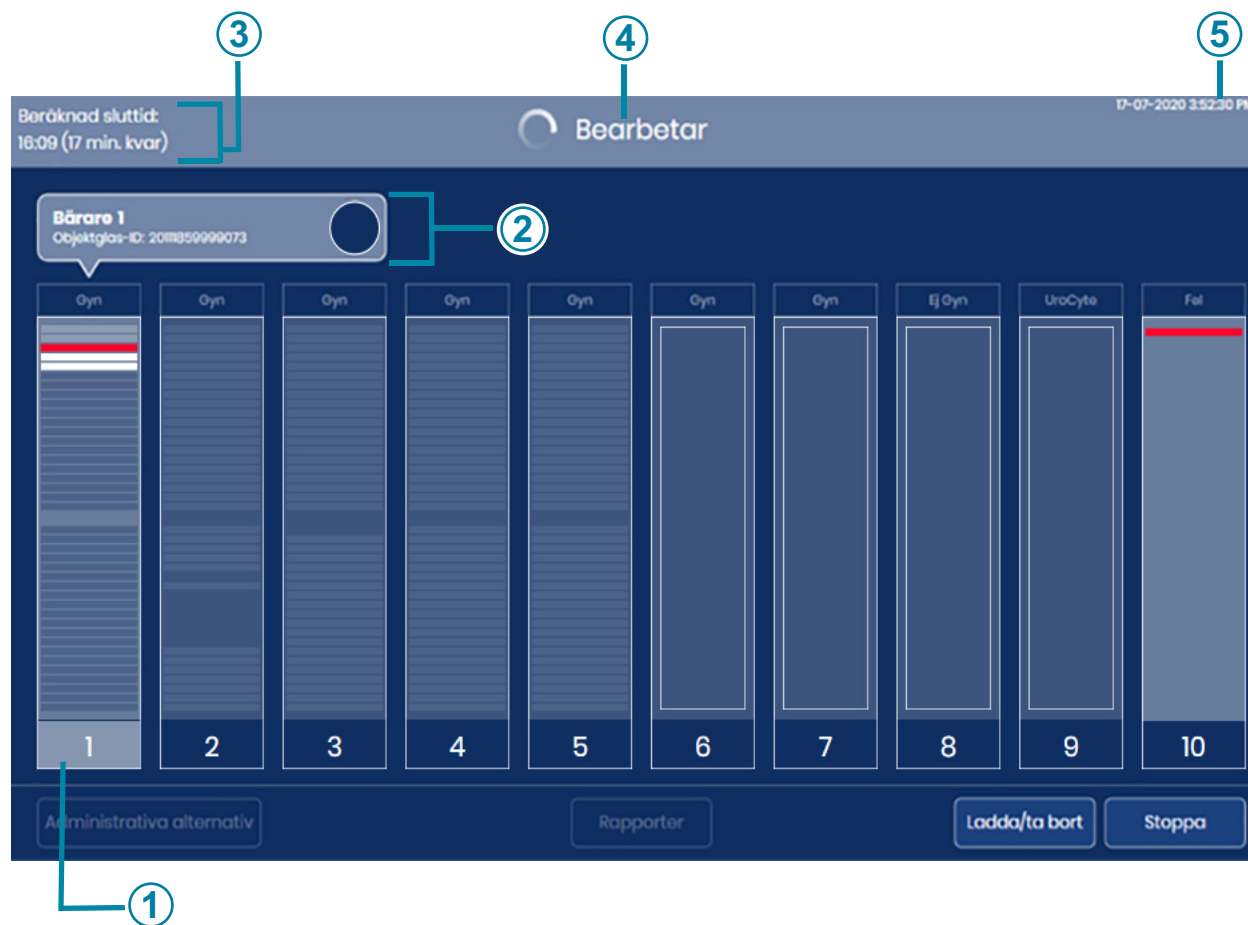 3
4
5
Beräknad sluttid:
16:09 (17 min. kvar)
Bearbetar
17-07-2020 3:52:30 PM
Bärare 1
Objektglas-ID: 20111859999073
2
Gyn Gyn Gyn Gyn Gyn Gyn Gyn Ej Gyn UroCyte Fel
1 2 3 4 5 6 7 8 9 10
Administrativa alternativ
Rapporter
Ladda/ta bort
Stoppa
1